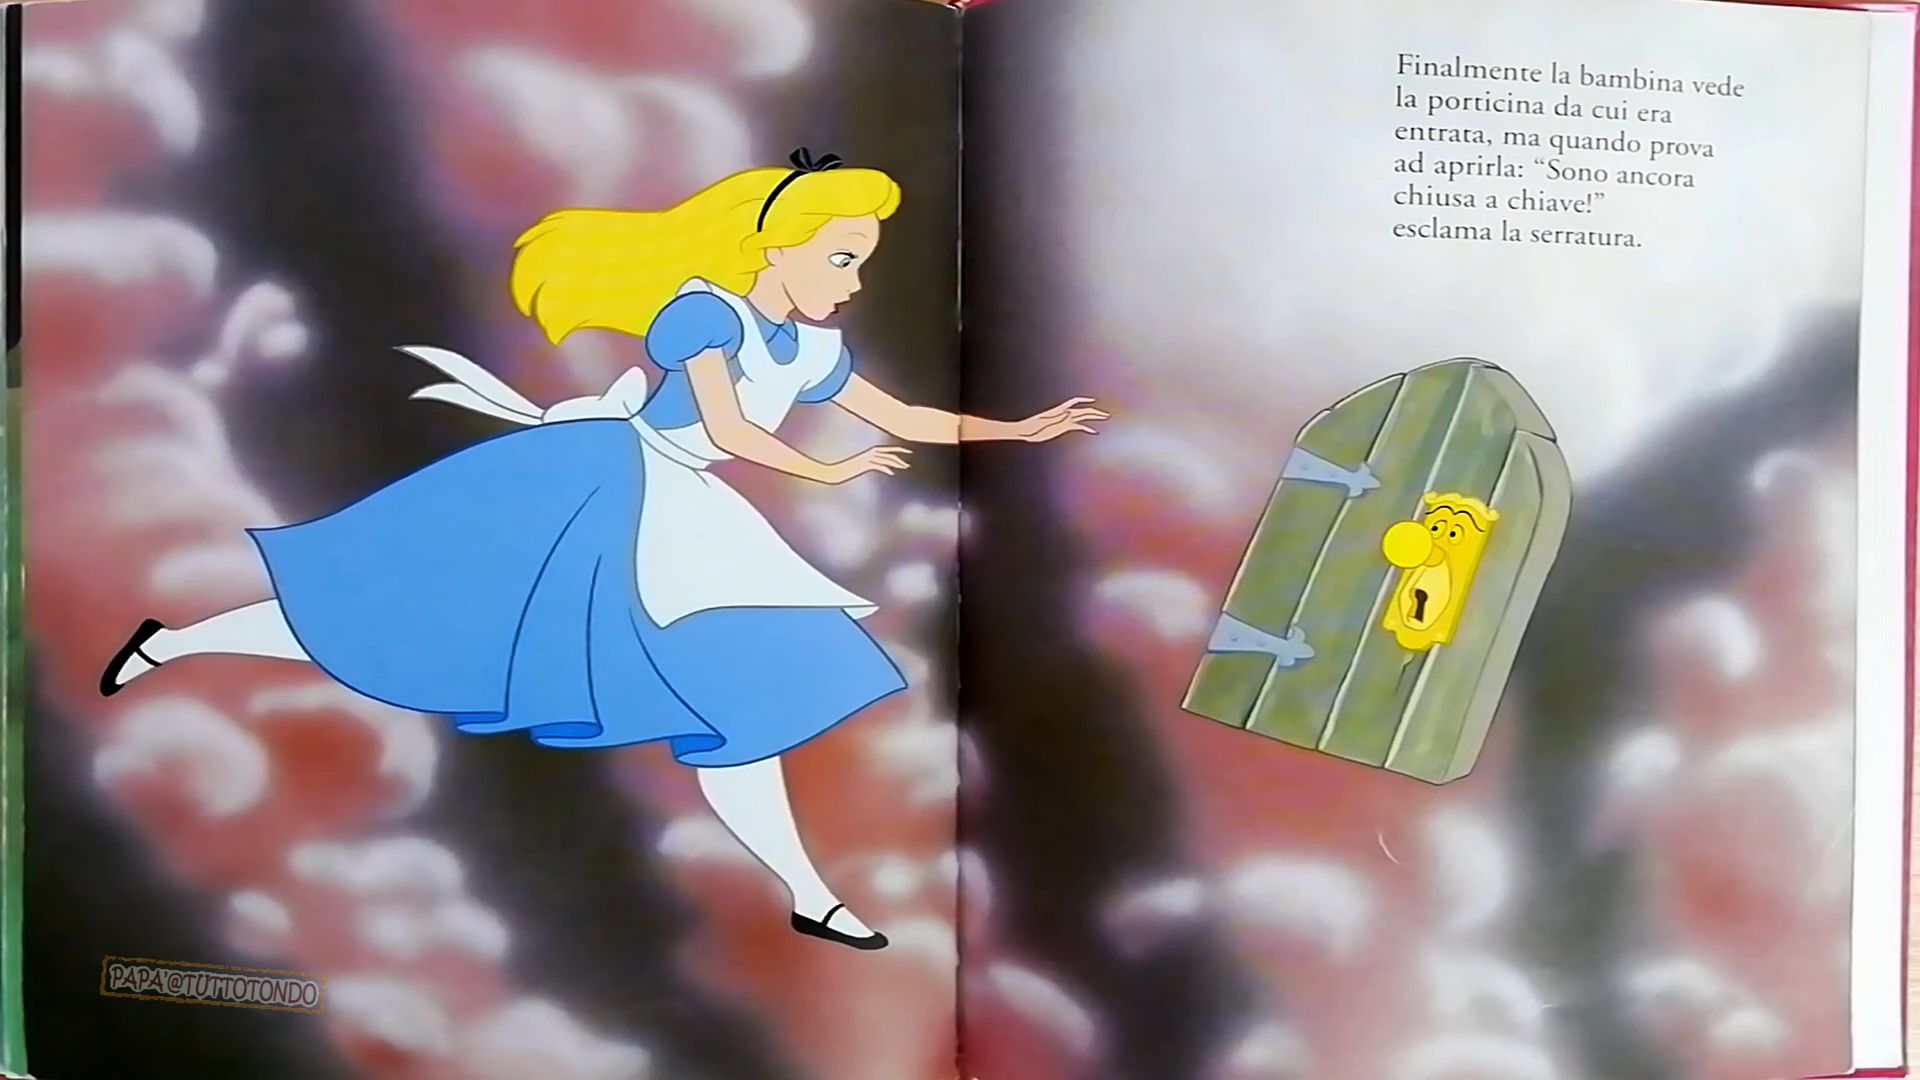 Finalmente la bambina vede
la porticina da cui era
entrata, ma quando prova
ad aprirla: “Sono ancora
chiusa a chiave!”
esclama la serratura.
PAPA'@TUTTOTONDO